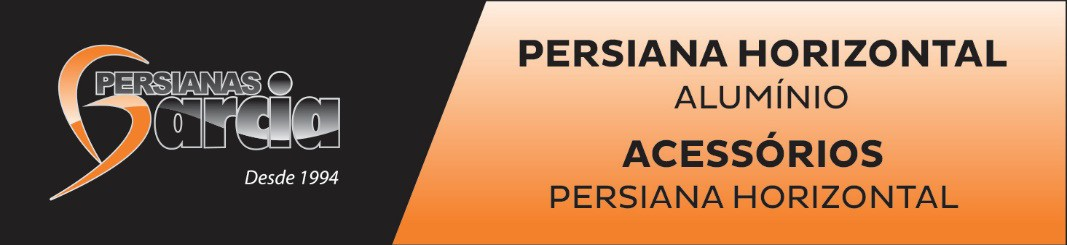 PERSIANAS
Garcia
Desde 1994
PERSIANA HORIZONTAL
ALUMÍNIO
ACESSÓRIOS
PERSIANA HORIZONTAL